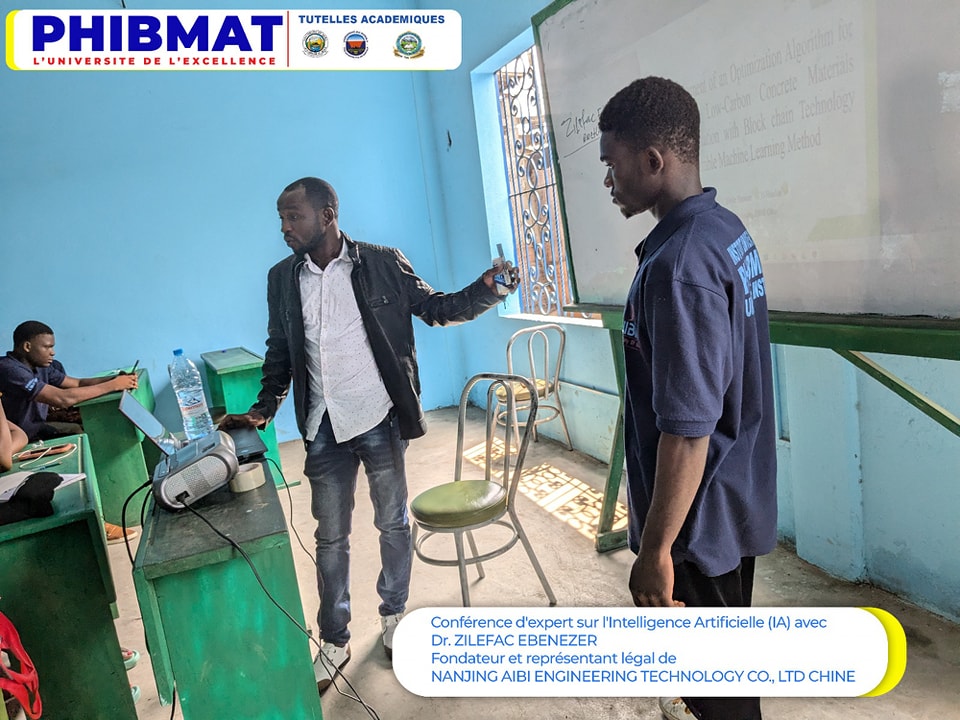 PHIBMAT
L'UNIVERSITE DE L'EXCELLENCE
TUTELLES ACADEMIQUES
of an Optimization Algorithm for
Low-Carbon Concrete Materials
with Block chain Technology
Machine Learning Method
Zilefac
Conférence d'expert sur l'Intelligence Artificielle (IA) avec
Dr. ZILEFAC EBENEZER
Fondateur et représentant légal de
NANJING AIBI ENGINEERING TECHNOLOGY CO., LTD CHINE